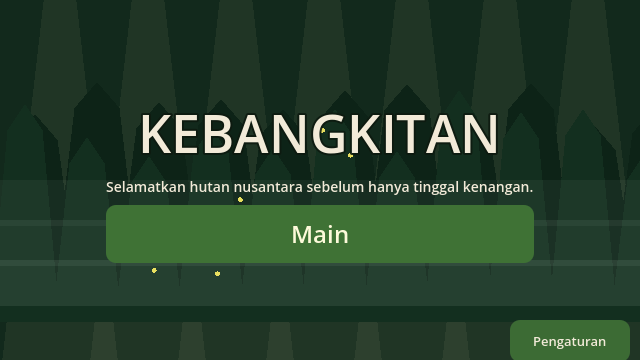 KEBANGKITAN
Selamatkan hutan nusantara sebelum hanya tinggal kenangan.
Main
Pengaturan